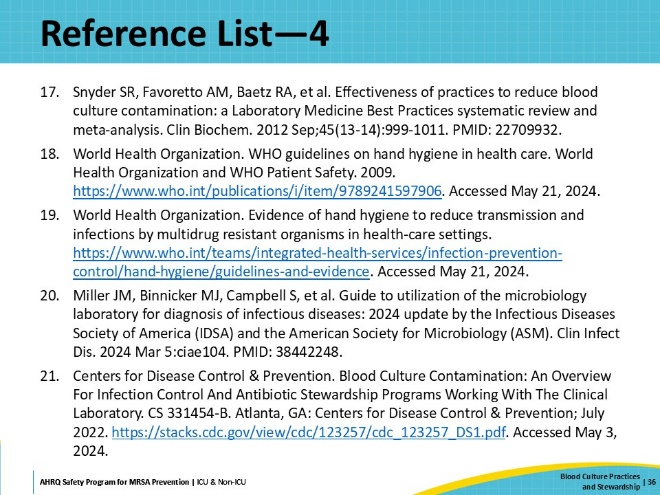 Reference List—4
17. Snyder SR, Favoretto AM, Baetz RA, et al. Effectiveness of practices to reduce blood
culture contamination: a Laboratory Medicine Best Practices systematic review and
meta-analysis. Clin Biochem. 2012 Sep;45(13-14):999-1011. PMID: 22709932.
18. World Health Organization. WHO guidelines on hand hygiene in health care. World
Health Organization and WHO Patient Safety. 2009.
https://www.who.int/publications/i/item/9789241597906. Accessed May 21, 2024.
19. World Health Organization. Evidence of hand hygiene to reduce transmission and
infections by multidrug resistant organisms in health-care settings.
https://www.who.int/teams/integrated-health-services/infection-prevention-
control/hand-hygiene/guidelines-and-evidence. Accessed May 21, 2024.
20. Miller JM, Binnicker MJ, Campbell S, et al. Guide to utilization of the microbiology
laboratory for diagnosis of infectious diseases: 2024 update by the Infectious Diseases
Society of America (IDSA) and the American Society for Microbiology (ASM). Clin Infect
Dis. 2024 Mar 5:ciae104. PMID: 38442248.
21. Centers for Disease Control & Prevention. Blood Culture Contamination: An Overview
For Infection Control And Antibiotic Stewardship Programs Working With The Clinical
Laboratory. CS 331454-B. Atlanta, GA: Centers for Disease Control & Prevention; July
2022. https://stacks.cdc.gov/view/cdc/123257/cdc_123257_DS1.pdf. Accessed May 3,
2024.
AHRQ Safety Program for MRSA Prevention | ICU & Non-ICU
Blood Culture Practices
and Stewardship | 36